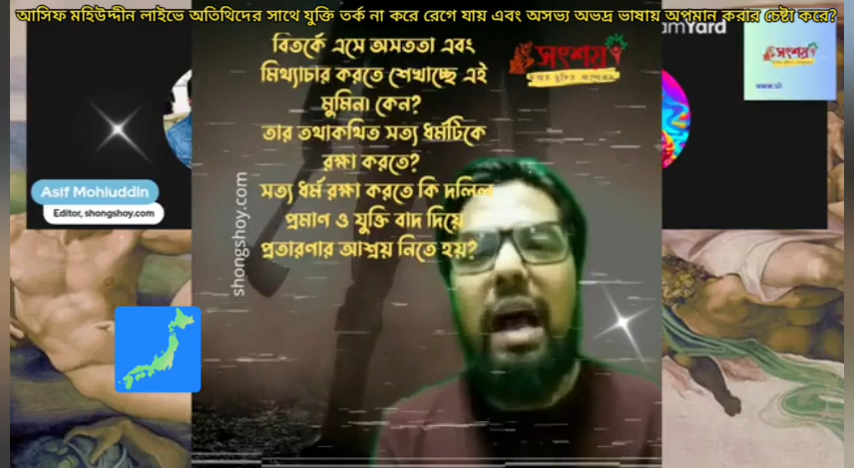 আসিফ মহিউদ্দীন লাইভে অতিথিদের সাথে যুক্তি তর্ক না করে রেগে যায় এবং অসভ্য অভদ্র ভাষায় অপমান করার চেষ্টা করে?
বিতর্কে এসে অসততা এবং
মিথ্যাচার করতে শেখাচ্ছে এই
মুমিন। কেন?
তার তথাকথিত সত্য ধর্মটিকে
রক্ষা করতে?
সত্য ধর্ম রক্ষা করতে কি দলিল
প্রমাণ ও যুক্তি বাদ দিয়ে
প্রতারণার আশ্রয় নিতে হয়?
সংশয়
amYard
সংশয়
Asif Mohiuddin
Editor, shongshoy.com
shongshoy.com